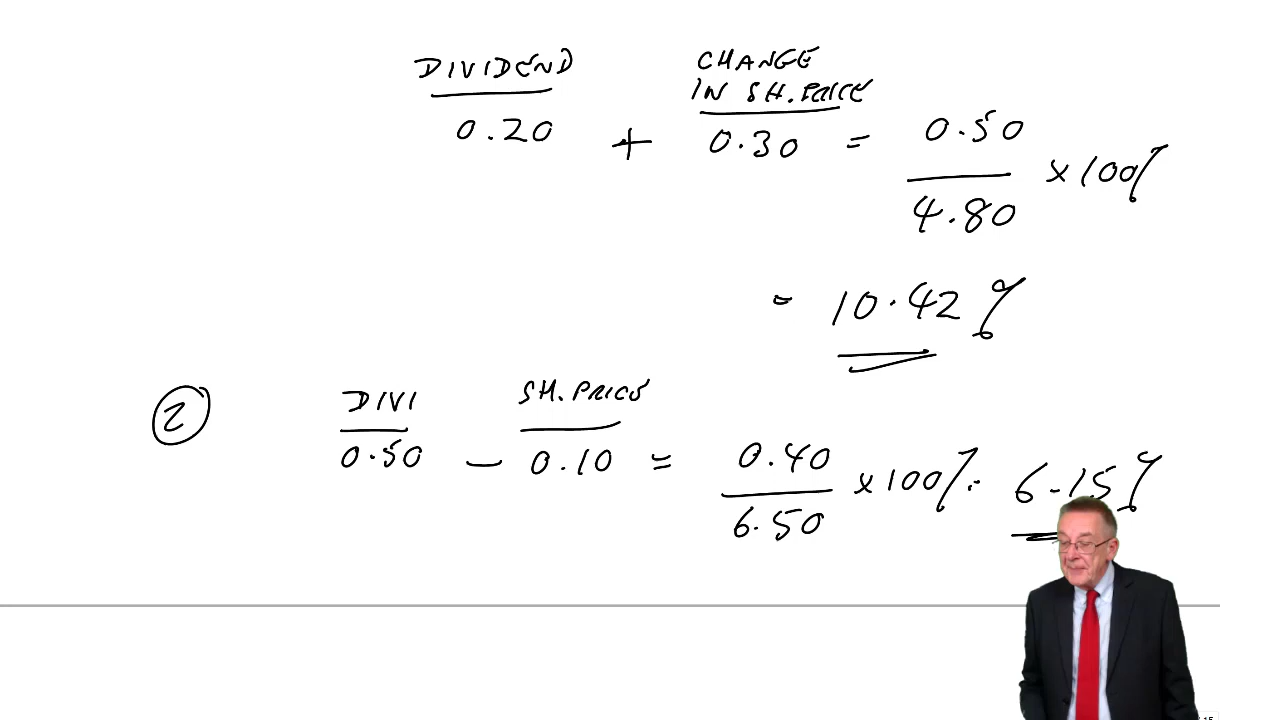 DIVIDEND CHANGE
IN SH. PRICE
0.20 + 0.30 = 0.50
4.80 × 100%
= 10.42%
② DIVI SH. PRICE
0.50 – 0.10 = 0.40
6.50 × 100% = 6.15%
15